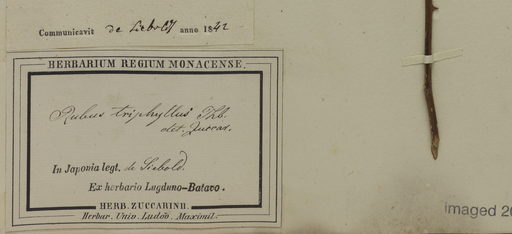 Communicavit de Siebold anno 1842
HERBARIUM REGIUM MONACENSE.
Rubus triphyllus Thb.
det. Zuccar.
In Japonia legt. de Siebold.
Ex herbario Lugduno-Batavo.
HERB. ZUCCARINII.
Herbar. Univ. Ludov. Maximil.
imaged 20